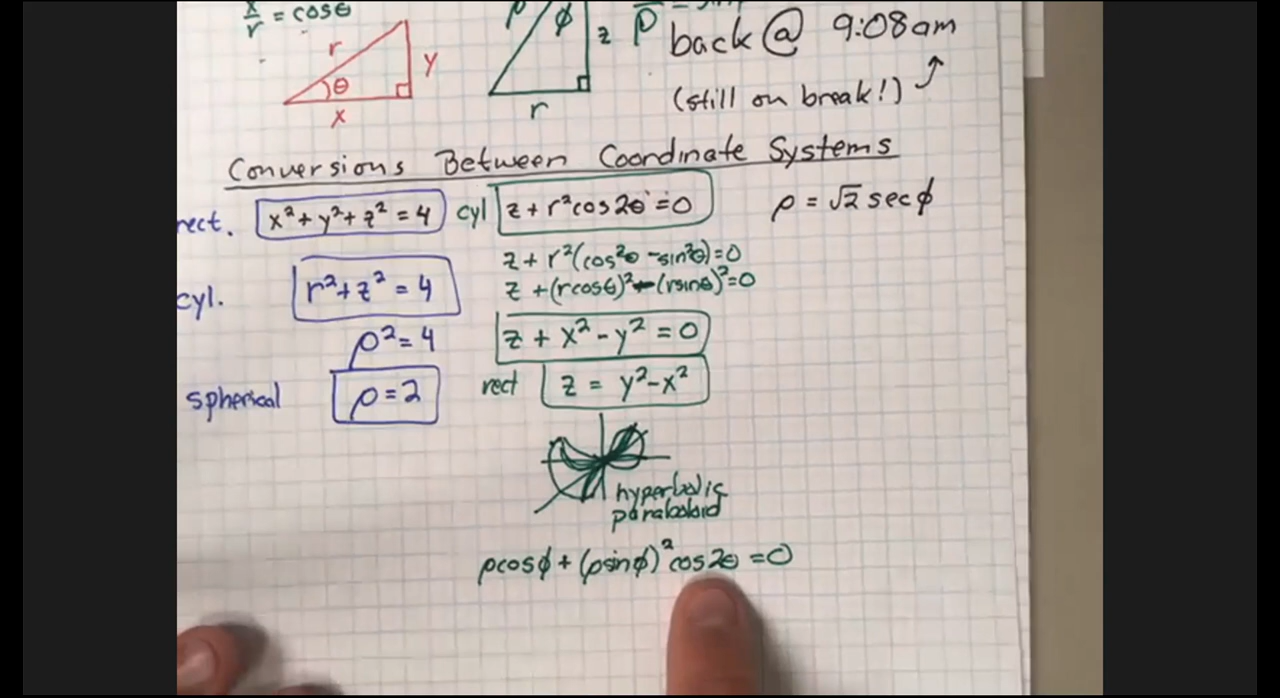 x/r = cosθ
r
θ
x
y
ρ
φ
z
r
ρ
back @ 9:08am
(still on break!)
Conversions Between Coordinate Systems
rect. x²+y²+z² = 4
cyl. r²+z² = 4
ρ² = 4
spherical ρ = 2
cyl z + r²cos2θ = 0
z + r²(cos²θ - sin²θ) = 0
z + (rcosθ)² - (rsinθ)² = 0
z + x² - y² = 0
rect z = y² - x²
hyperbolic
paraboloid
ρcosφ + (ρsinφ)² cos2θ = 0
ρ = √2 secφ